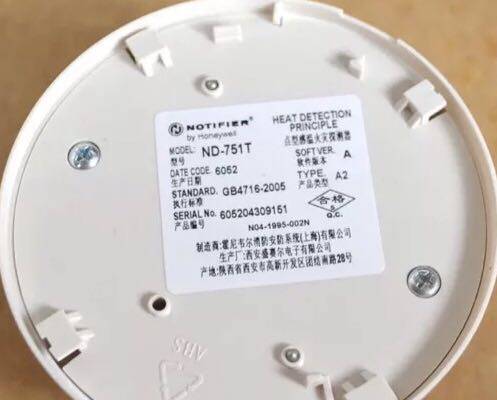 NOTIFIER®
by Honeywell
HEAT DETECTION
PRINCIPLE
点型感温火灾探测器
MODEL: ND-751T
型号
SOFT VER. A
软件版本
DATE CODE. 6052
生产日期
TYPE. A2
产品类型
STANDARD. GB4716-2005
执行标准
合格
6
Q.C.
SERIAL No. 605204309151
产品编号
N04-1995-002N
制造商:霍尼韦尔消防安防系统(上海)有限公司
生产厂:西安盛赛尔电子有限公司
产地:陕西省西安市高新开发区团结南路28号
ABS